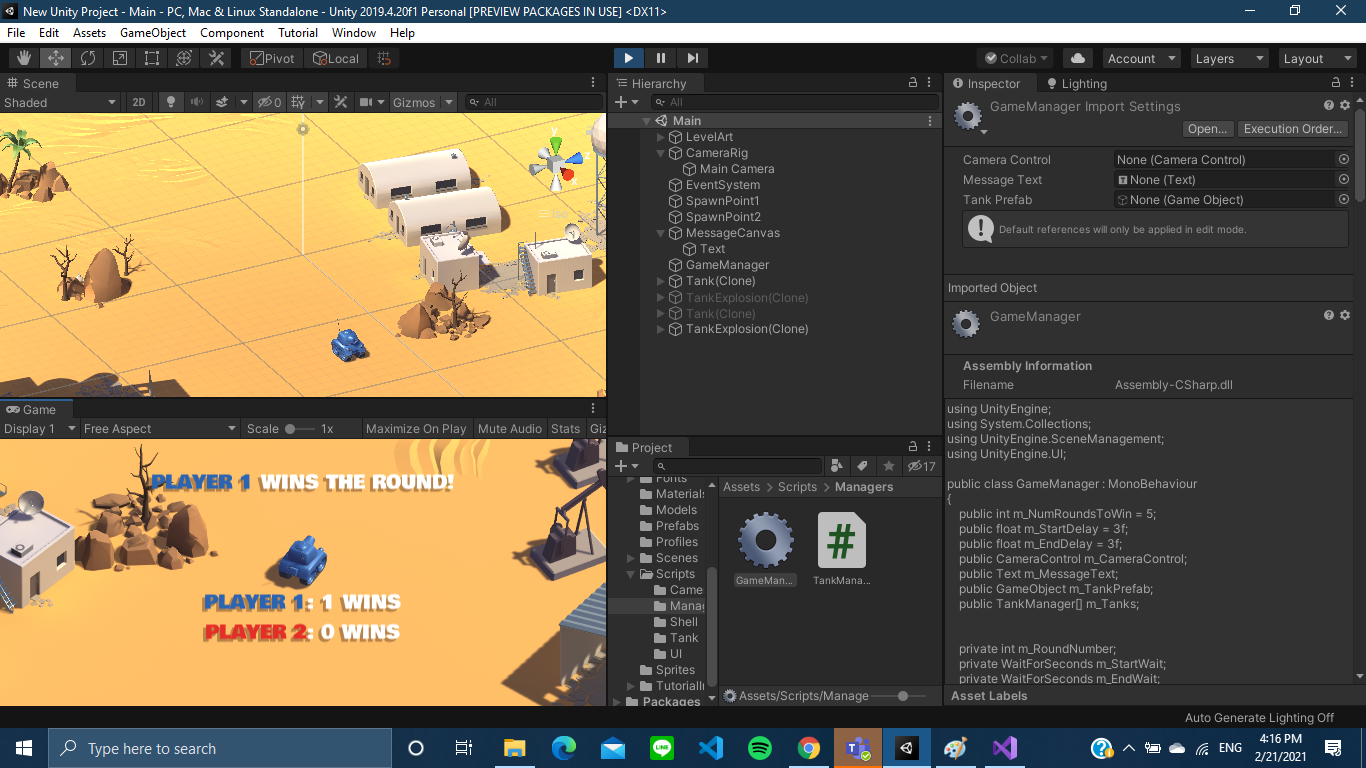 New Unity Project - Main - PC, Mac & Linux Standalone - Unity 2019.4.20f1 Personal [PREVIEW PACKAGES IN USE] <DX11>
File Edit Assets GameObject Component Tutorial Window Help
Pivot Local Collab Account Layers Layout
Scene
Shaded 2D 0 Gizmos All
y
x
Game
Display 1 Free Aspect Scale 1x Maximize On Play Mute Audio Stats Giz
PLAYER 1 WINS THE ROUND!
PLAYER 1: 1 WINS
PLAYER 2: 0 WINS
Hierarchy
All
Main
LevelArt
CameraRig
Main Camera
EventSystem
SpawnPoint1
SpawnPoint2
MessageCanvas
Text
GameManager
Tank(Clone)
TankExplosion(Clone)
Tank(Clone)
TankExplosion(Clone)
Project
17
Fonts
Materials
Models
Prefabs
Profiles
Scenes
Scripts
Came
Manag
Shell
Tank
UI
Sprites
TutorialIn
Packages
Assets > Scripts > Managers
GameMan... TankMana...
Assets/Scripts/Manage
Inspector Lighting
GameManager Import Settings
Open... Execution Order...
Camera Control None (Camera Control)
Message Text None (Text)
Tank Prefab None (Game Object)
Default references will only be applied in edit mode.
Imported Object
GameManager
Assembly Information
Filename Assembly-CSharp.dll
using UnityEngine;
using System.Collections;
using UnityEngine.SceneManagement;
using UnityEngine.UI;
public class GameManager : MonoBehaviour
{
public int m_NumRoundsToWin = 5;
public float m_StartDelay = 3f;
public float m_EndDelay = 3f;
public CameraControl m_CameraControl;
public Text m_MessageText;
public GameObject m_TankPrefab;
public TankManager[] m_Tanks;
private int m_RoundNumber;
private WaitForSeconds m_StartWait;
private WaitForSeconds m_EndWait;
Asset Labels
Auto Generate Lighting Off
Type here to search
LINE
ENG
4:16 PM
2/21/2021